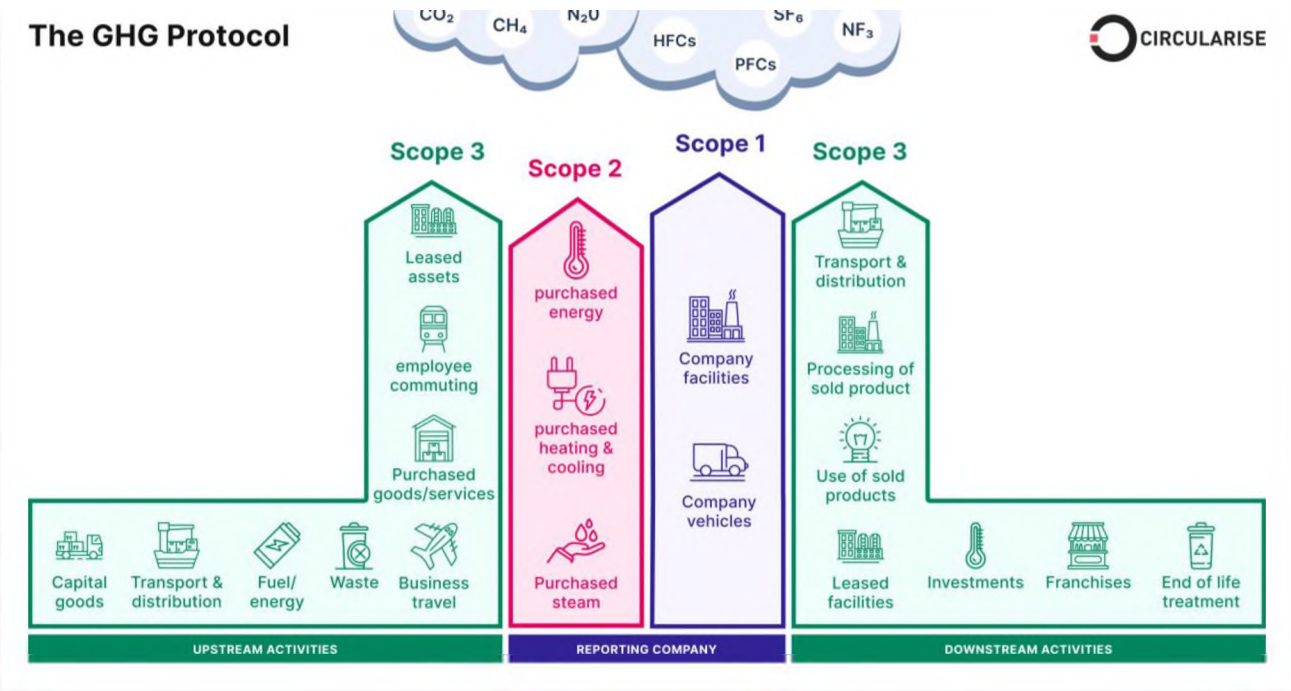 The GHG Protocol
CO₂
CH₄
N₂O
HFCs
PFCs
SF₆
NF₃
CIRCULARISE
Scope 3
Leased
assets
employee
commuting
Purchased
goods/services
Capital
goods
Transport &
distribution
Fuel/
energy
Waste
Business
travel
Scope 2
purchased
energy
purchased
heating &
cooling
Purchased
steam
Scope 1
Company
facilities
Company
vehicles
Scope 3
Transport &
distribution
Processing of
sold product
Use of sold
products
Leased
facilities
Investments
Franchises
End of life
treatment
UPSTREAM ACTIVITIES
REPORTING COMPANY
DOWNSTREAM ACTIVITIES